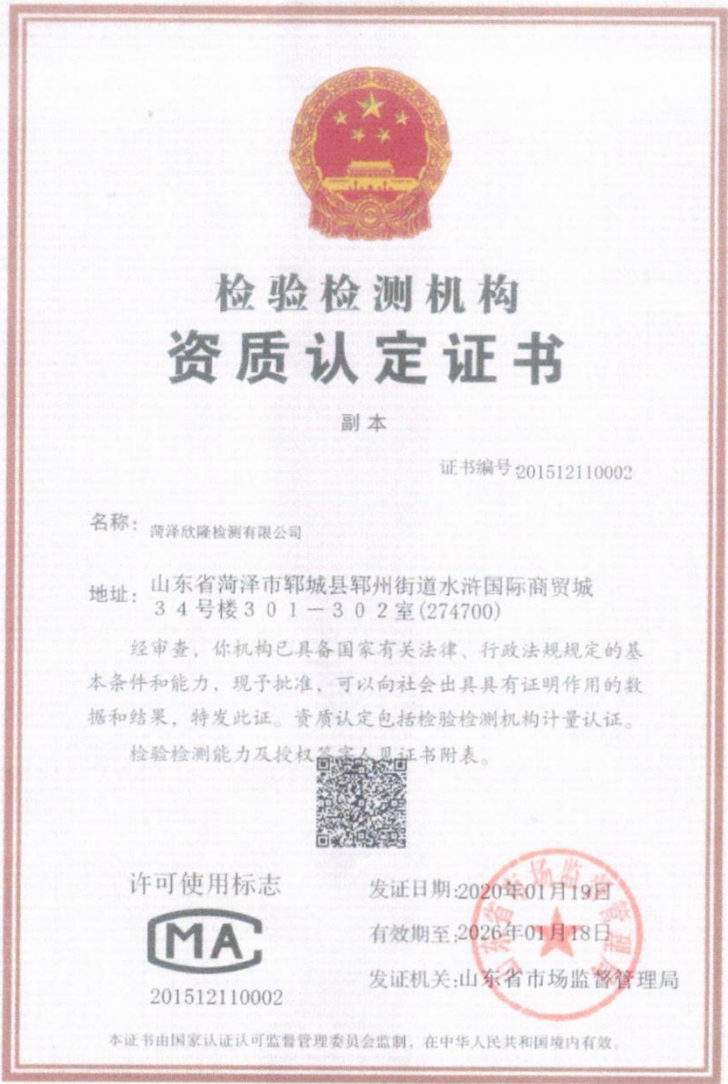 检验检测机构
资质认定证书
副本
证书编号:201512110002
名称：菏泽欣隆检测有限公司
地址：山东省菏泽市郓城县郓州街道水浒国际商贸城
３４号楼３０１－３０２室(274700)
经审查，你机构已具备国家有关法律、行政法规规定的基
本条件和能力，现予批准，可以向社会出具具有证明作用的数
据和结果，特发此证。资质认定包括检验检测机构计量认证。
检验检测能力及授权签字人见证书附表。
许可使用标志
MA
201512110002
发证日期:2020年01月19日
有效期至:2026年01月18日
发证机关:山东省市场监督管理局
山东省市场监督管理局
本证书由国家认证认可监督管理委员会监制，在中华人民共和国境内有效。